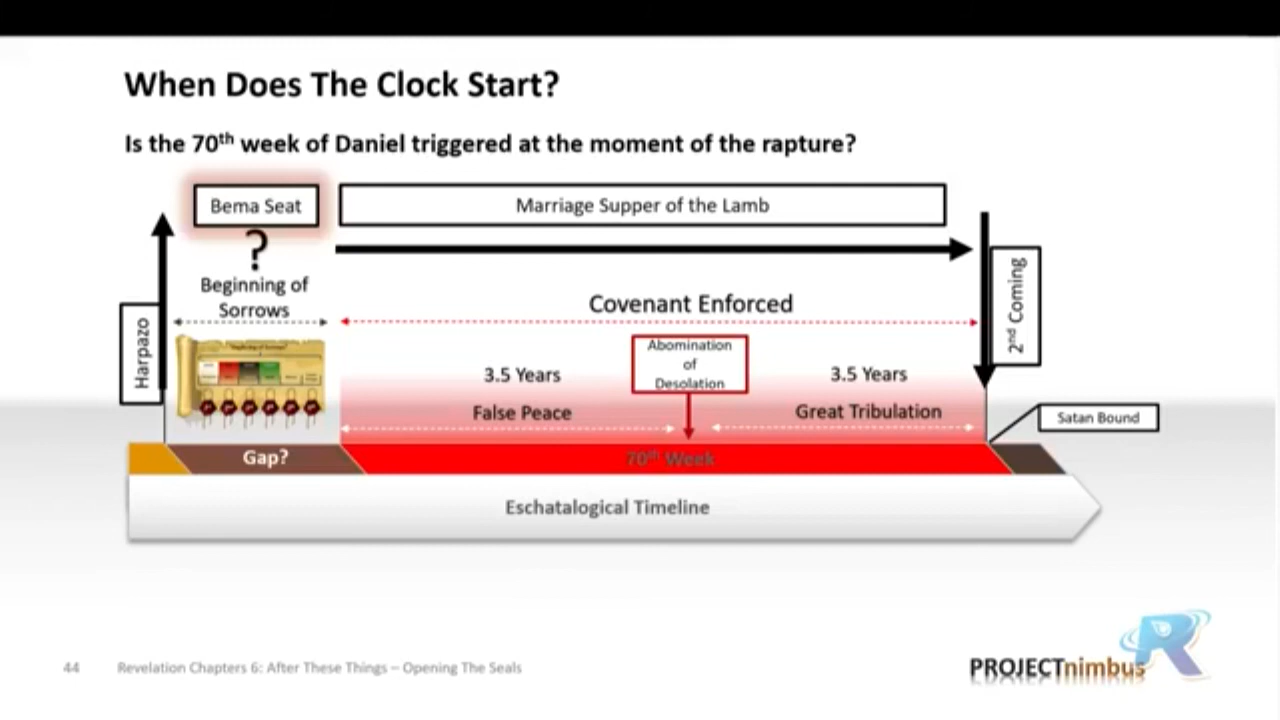 When Does The Clock Start?
Is the 70th week of Daniel triggered at the moment of the rapture?
Bema Seat
Marriage Supper of the Lamb
?
Beginning of
Sorrows
Covenant Enforced
Harpazo
2nd Coming
Abomination
of
Desolation
3.5 Years
3.5 Years
False Peace
Great Tribulation
Satan Bound
Gap?
70th Week
Eschatalogical Timeline
44
Revelation Chapters 6: After These Things – Opening The Seals
PROJECTnimbus
R